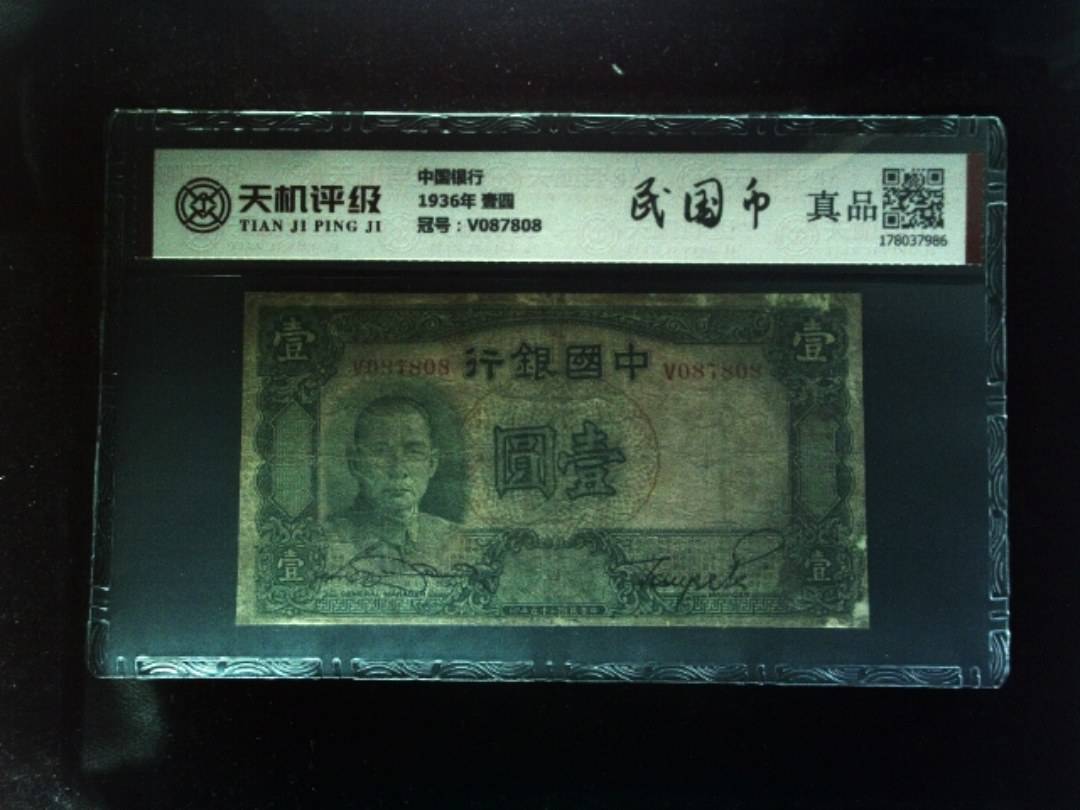 天机评级
TIAN JI PING JI
中国银行
1936年 壹圆
冠号：V087808
民国币
真品
178037986
壹
壹
V087808
行銀國中
V087808
圓壹
壹
壹
GENERAL MANAGER